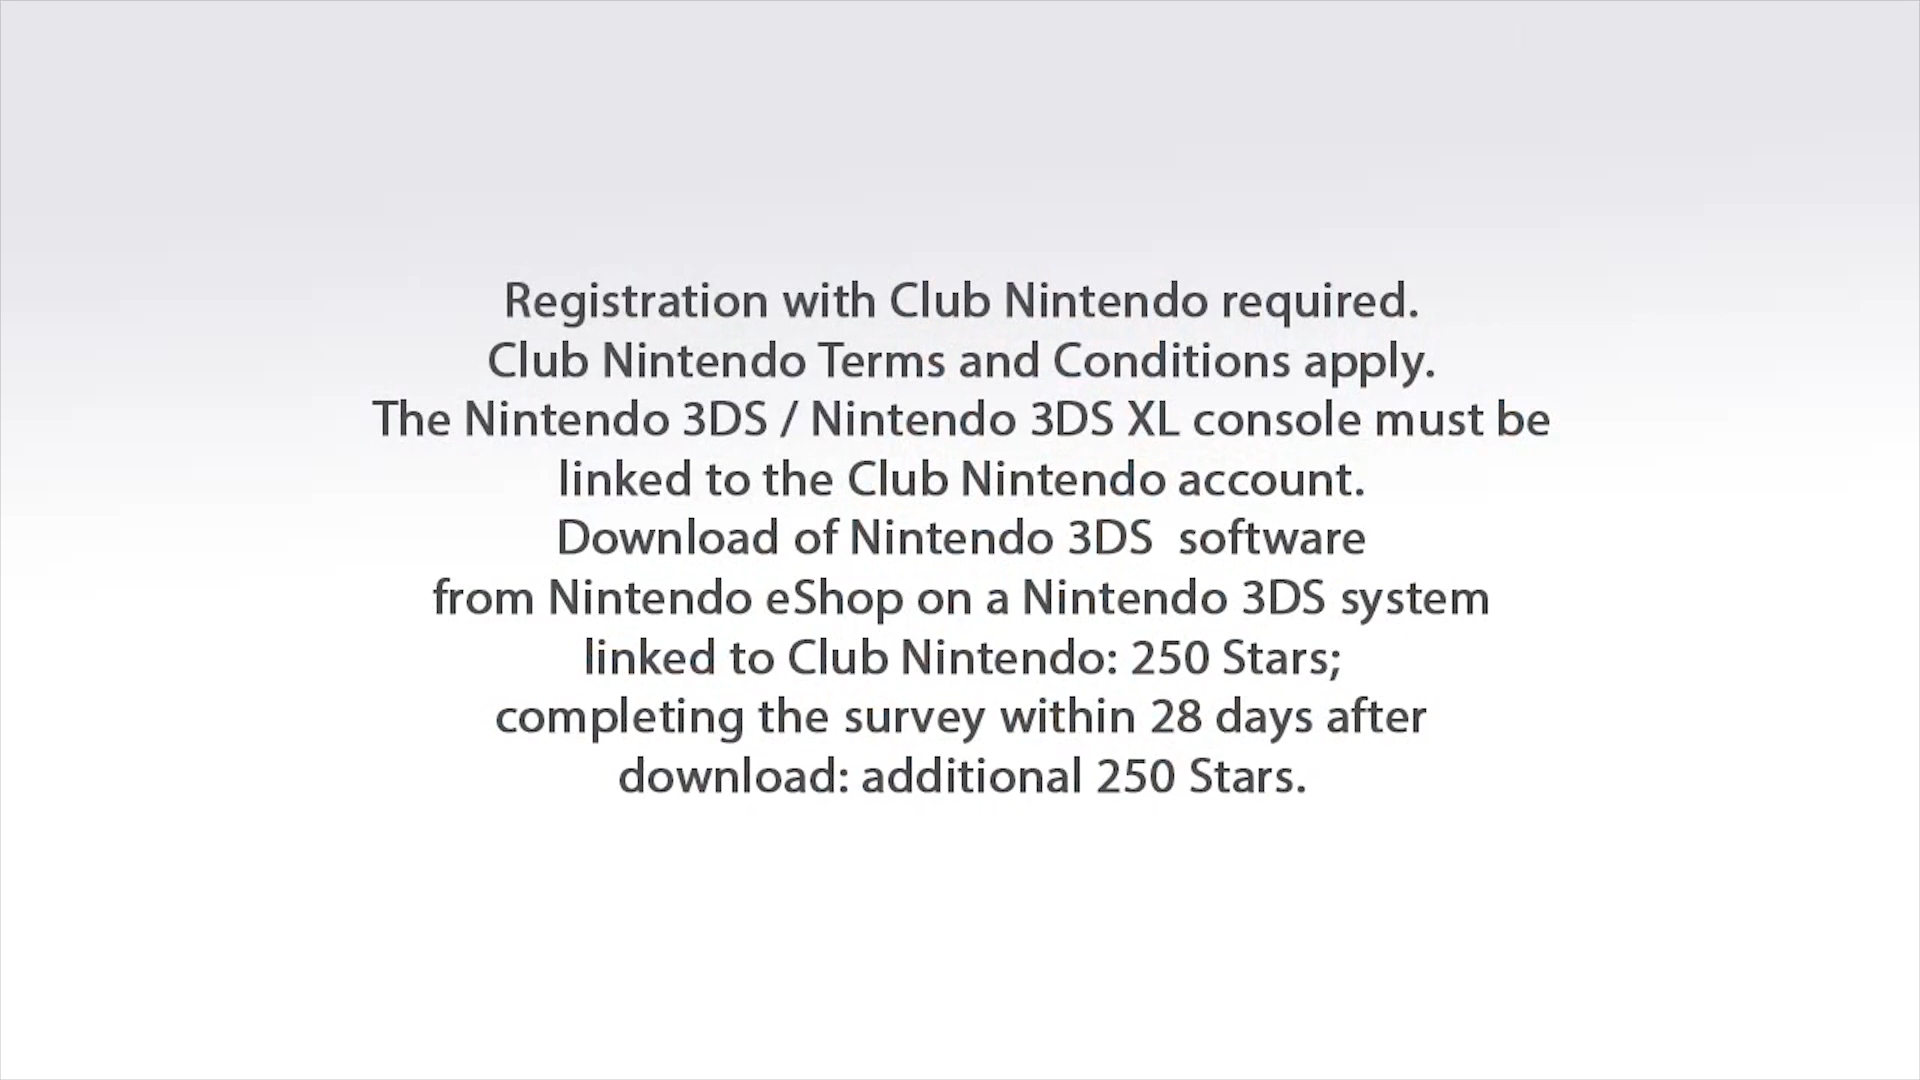 Registration with Club Nintendo required.
Club Nintendo Terms and Conditions apply.
The Nintendo 3DS / Nintendo 3DS XL console must be
linked to the Club Nintendo account.
Download of Nintendo 3DS  software
from Nintendo eShop on a Nintendo 3DS system
linked to Club Nintendo: 250 Stars;
completing the survey within 28 days after
download: additional 250 Stars.